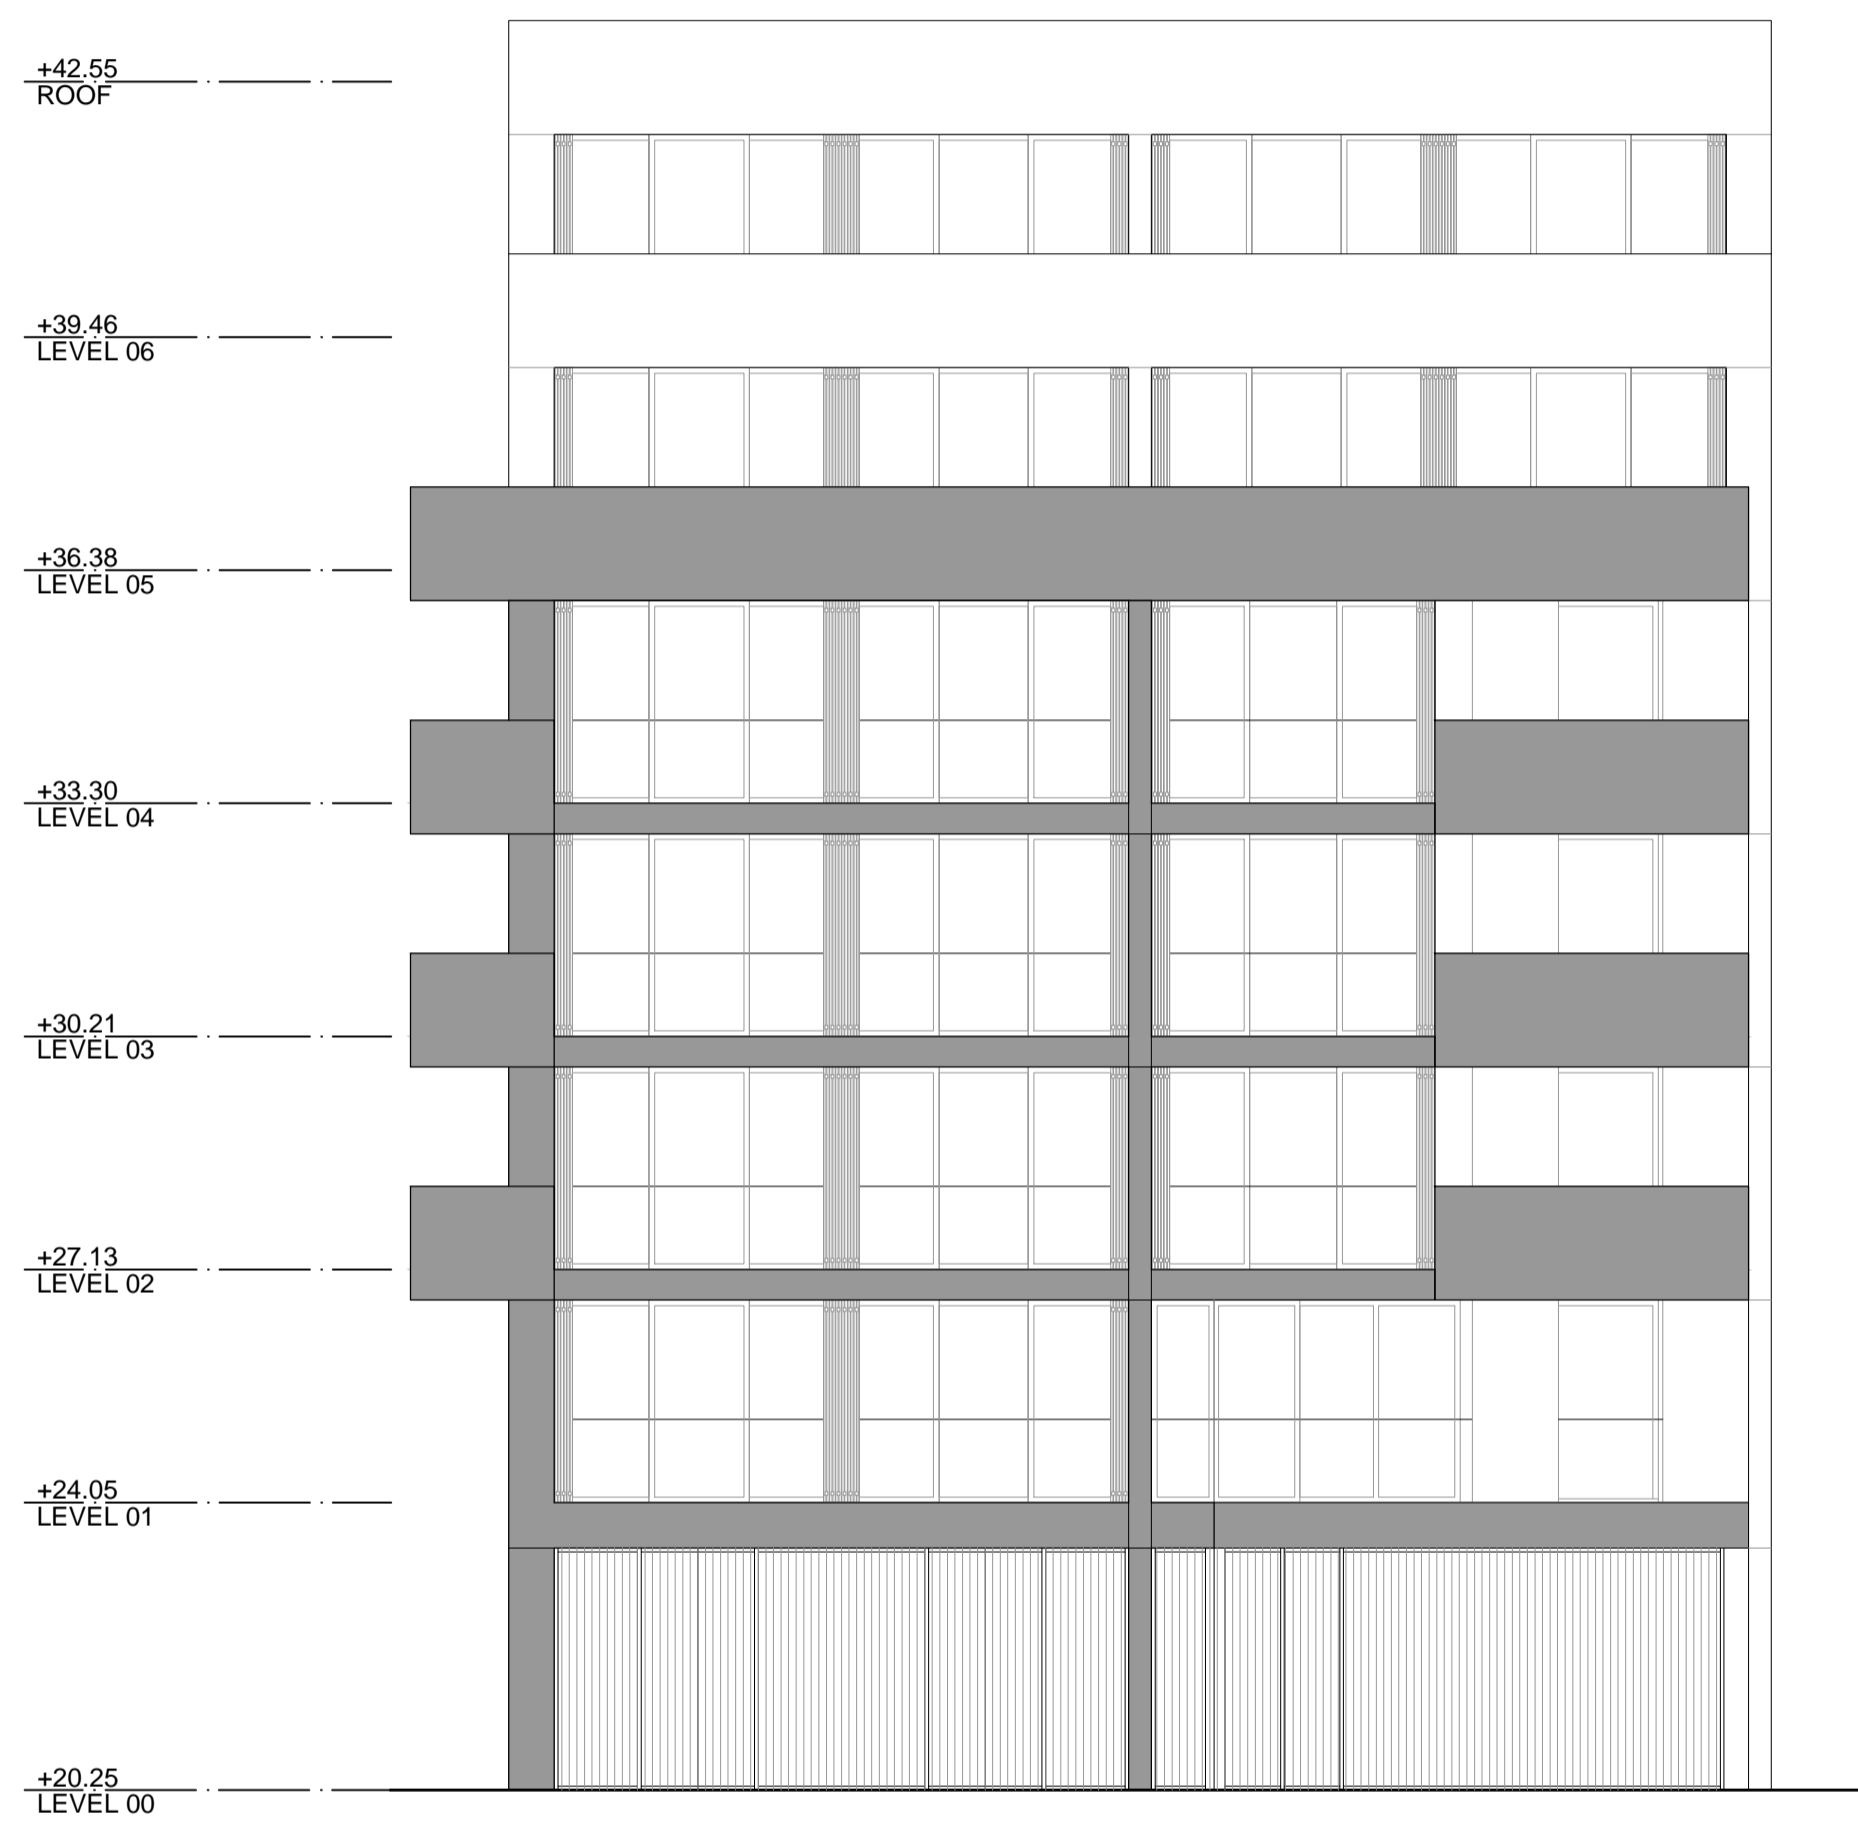 +42.55
ROOF
+39.46
LEVEL 06
+36.38
LEVEL 05
+33.30
LEVEL 04
+30.21
LEVEL 03
+27.13
LEVEL 02
+24.05
LEVEL 01
+20.25
LEVEL 00